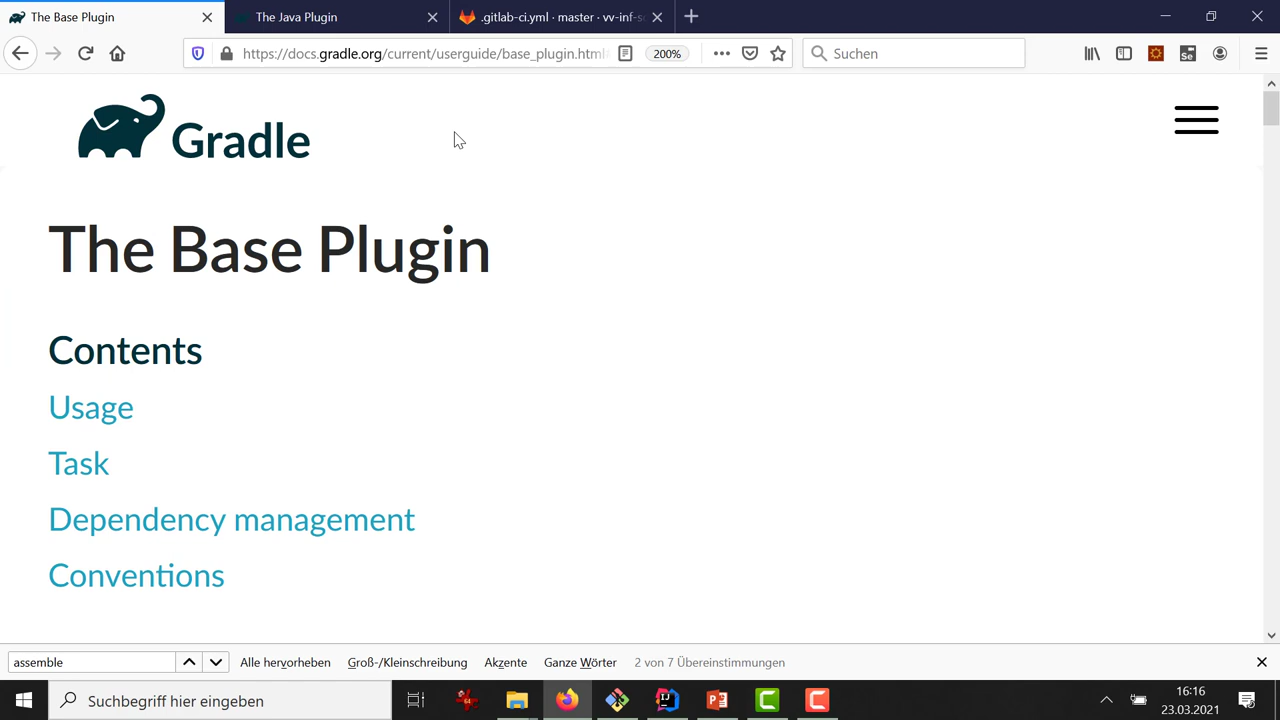 The Base Plugin
The Java Plugin
.gitlab-ci.yml · master · vv-inf-s
https://docs.gradle.org/current/userguide/base_plugin.html
200%
Suchen
Gradle
The Base Plugin
Contents
Usage
Task
Dependency management
Conventions
assemble
Alle hervorheben
Groß-/Kleinschreibung
Akzente
Ganze Wörter
2 von 7 Übereinstimmungen
Suchbegriff hier eingeben
16:16
23.03.2021